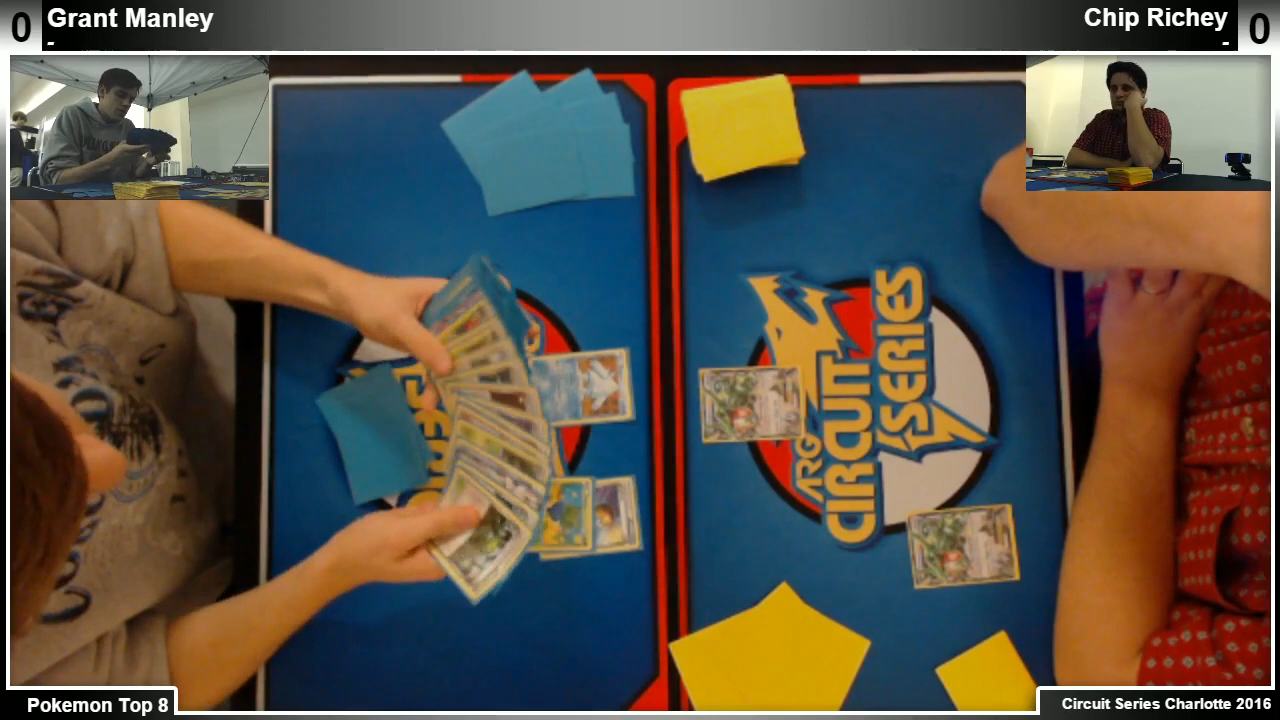 0
Grant Manley
-
Chip Richey
-
0
ARG
CIRCUIT
SERIES
Pokemon Top 8
Circuit Series Charlotte 2016